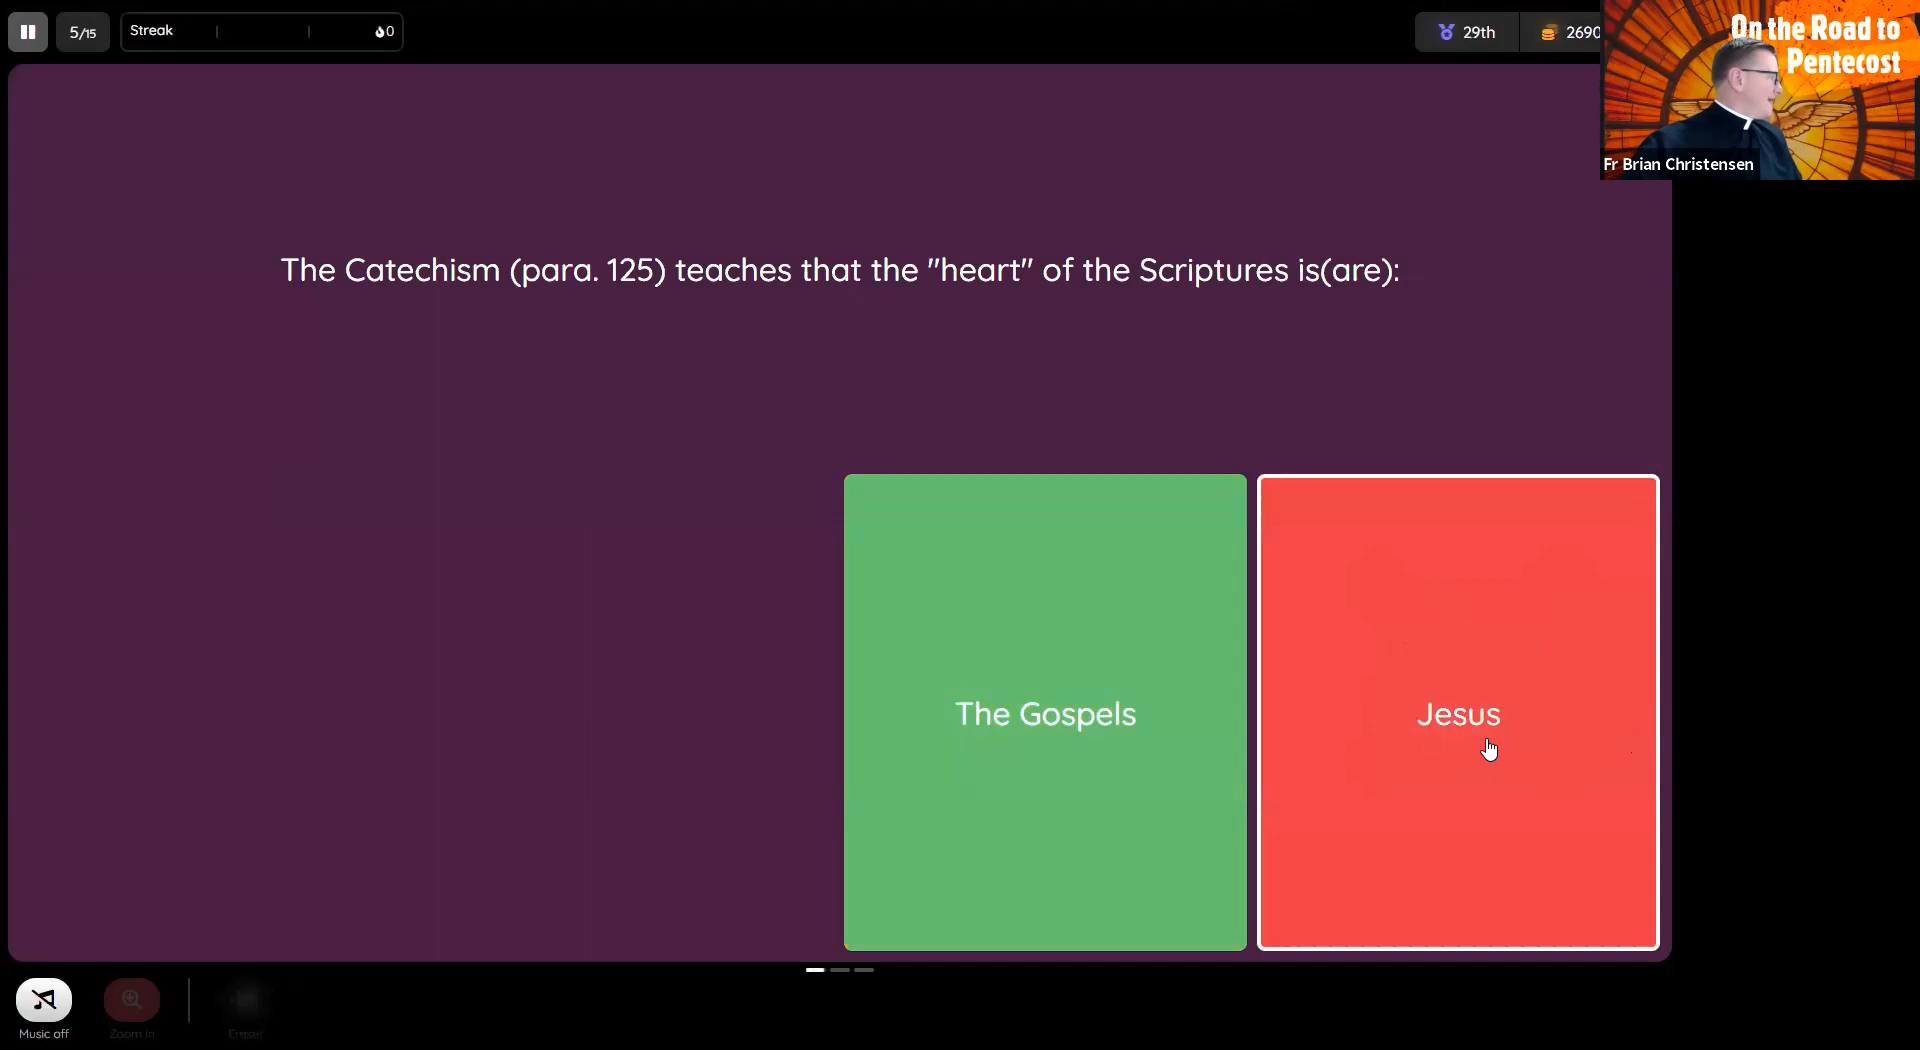 5/15
Streak
0
29th
2690
On the Road to
Pentecost
Fr Brian Christensen
The Catechism (para. 125) teaches that the "heart" of the Scriptures is(are):
The Gospels
Jesus
Music off
Zoom In
Eraser